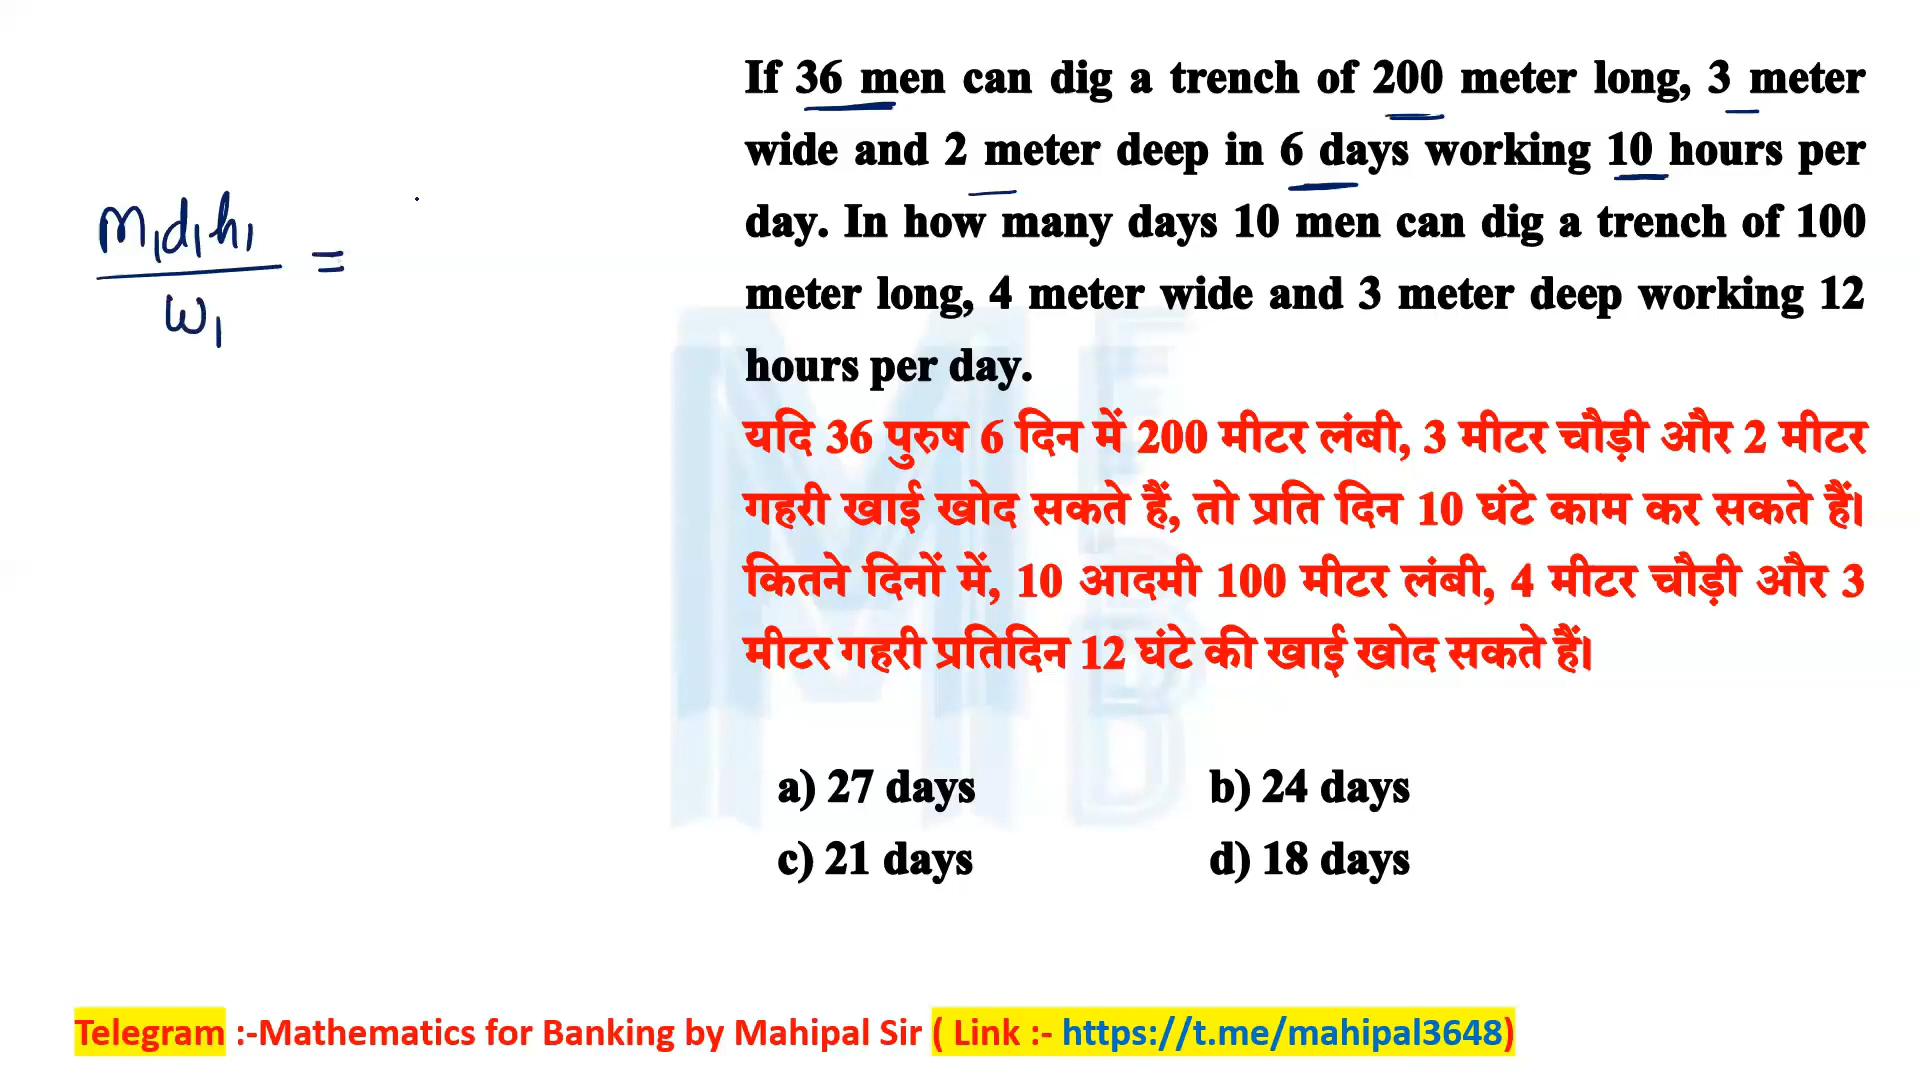 If 36 men can dig a trench of 200 meter long, 3 meter
wide and 2 meter deep in 6 days working 10 hours per
day. In how many days 10 men can dig a trench of 100
meter long, 4 meter wide and 3 meter deep working 12
hours per day.
m₁d₁h₁
=
w₁
यदि 36 पुरुष 6 दिन में 200 मीटर लंबी, 3 मीटर चौड़ी और 2 मीटर
गहरी खाई खोद सकते हैं, तो प्रति दिन 10 घंटे काम कर सकते हैं।
कितने दिनों में, 10 आदमी 100 मीटर लंबी, 4 मीटर चौड़ी और 3
मीटर गहरी प्रतिदिन 12 घंटे की खाई खोद सकते हैं।
a) 27 days b) 24 days
c) 21 days d) 18 days
Telegram :-Mathematics for Banking by Mahipal Sir ( Link :- https://t.me/mahipal3648)